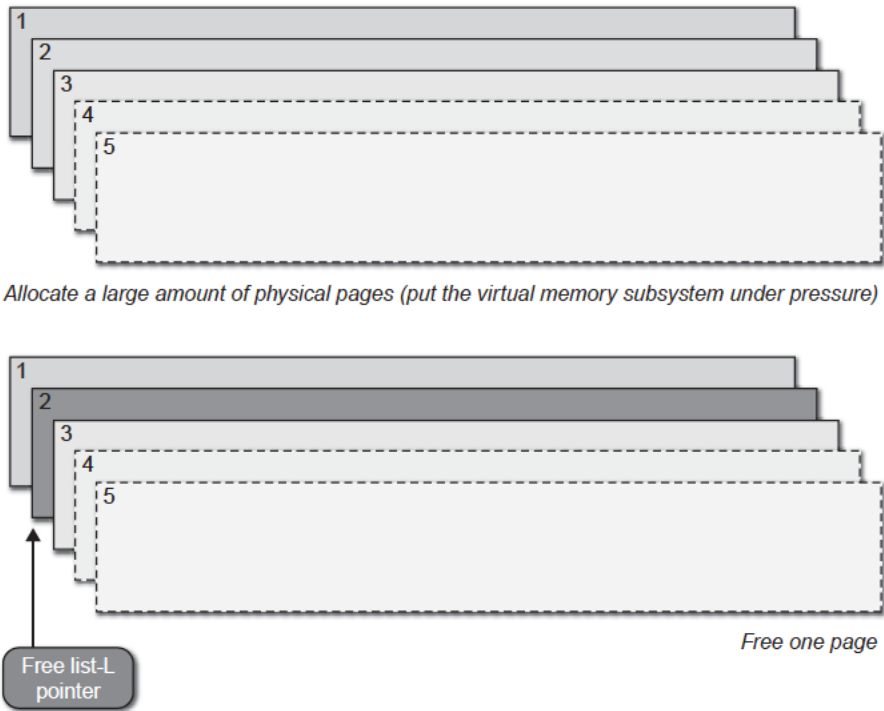 1
2
3
4
5
Allocate a large amount of physical pages (put the virtual memory subsystem under pressure)
1
2
3
4
5
Free one page
Free list-L
pointer